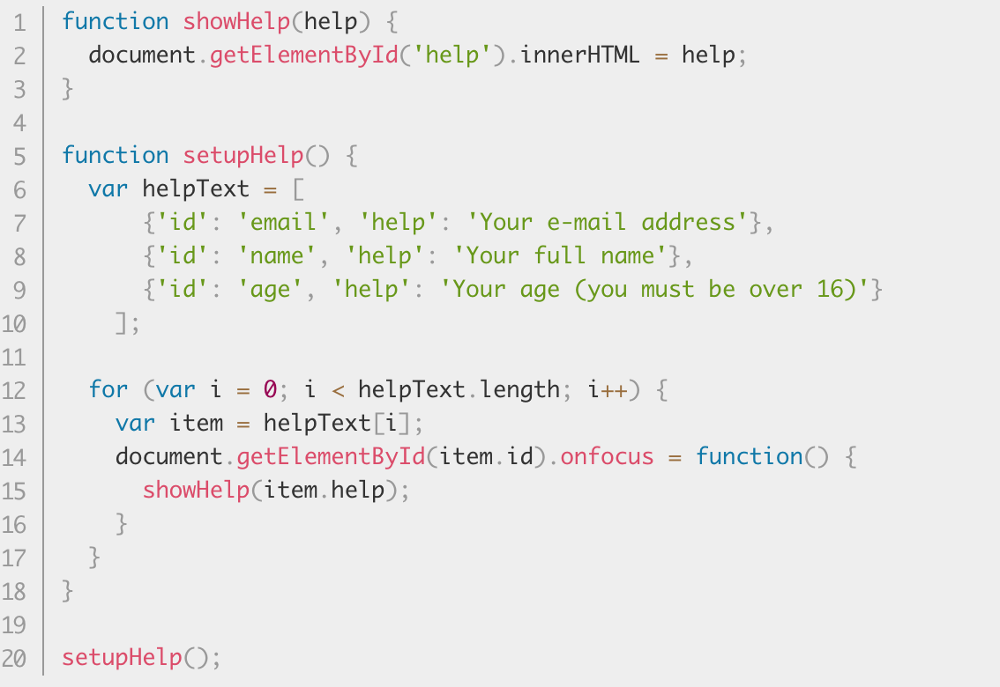 1 function showHelp(help) {
2   document.getElementById('help').innerHTML = help;
3 }
4
5 function setupHelp() {
6   var helpText = [
7       {'id': 'email', 'help': 'Your e-mail address'},
8       {'id': 'name', 'help': 'Your full name'},
9       {'id': 'age', 'help': 'Your age (you must be over 16)'}
10     ];
11
12   for (var i = 0; i < helpText.length; i++) {
13     var item = helpText[i];
14     document.getElementById(item.id).onfocus = function() {
15       showHelp(item.help);
16     }
17   }
18 }
19
20 setupHelp();